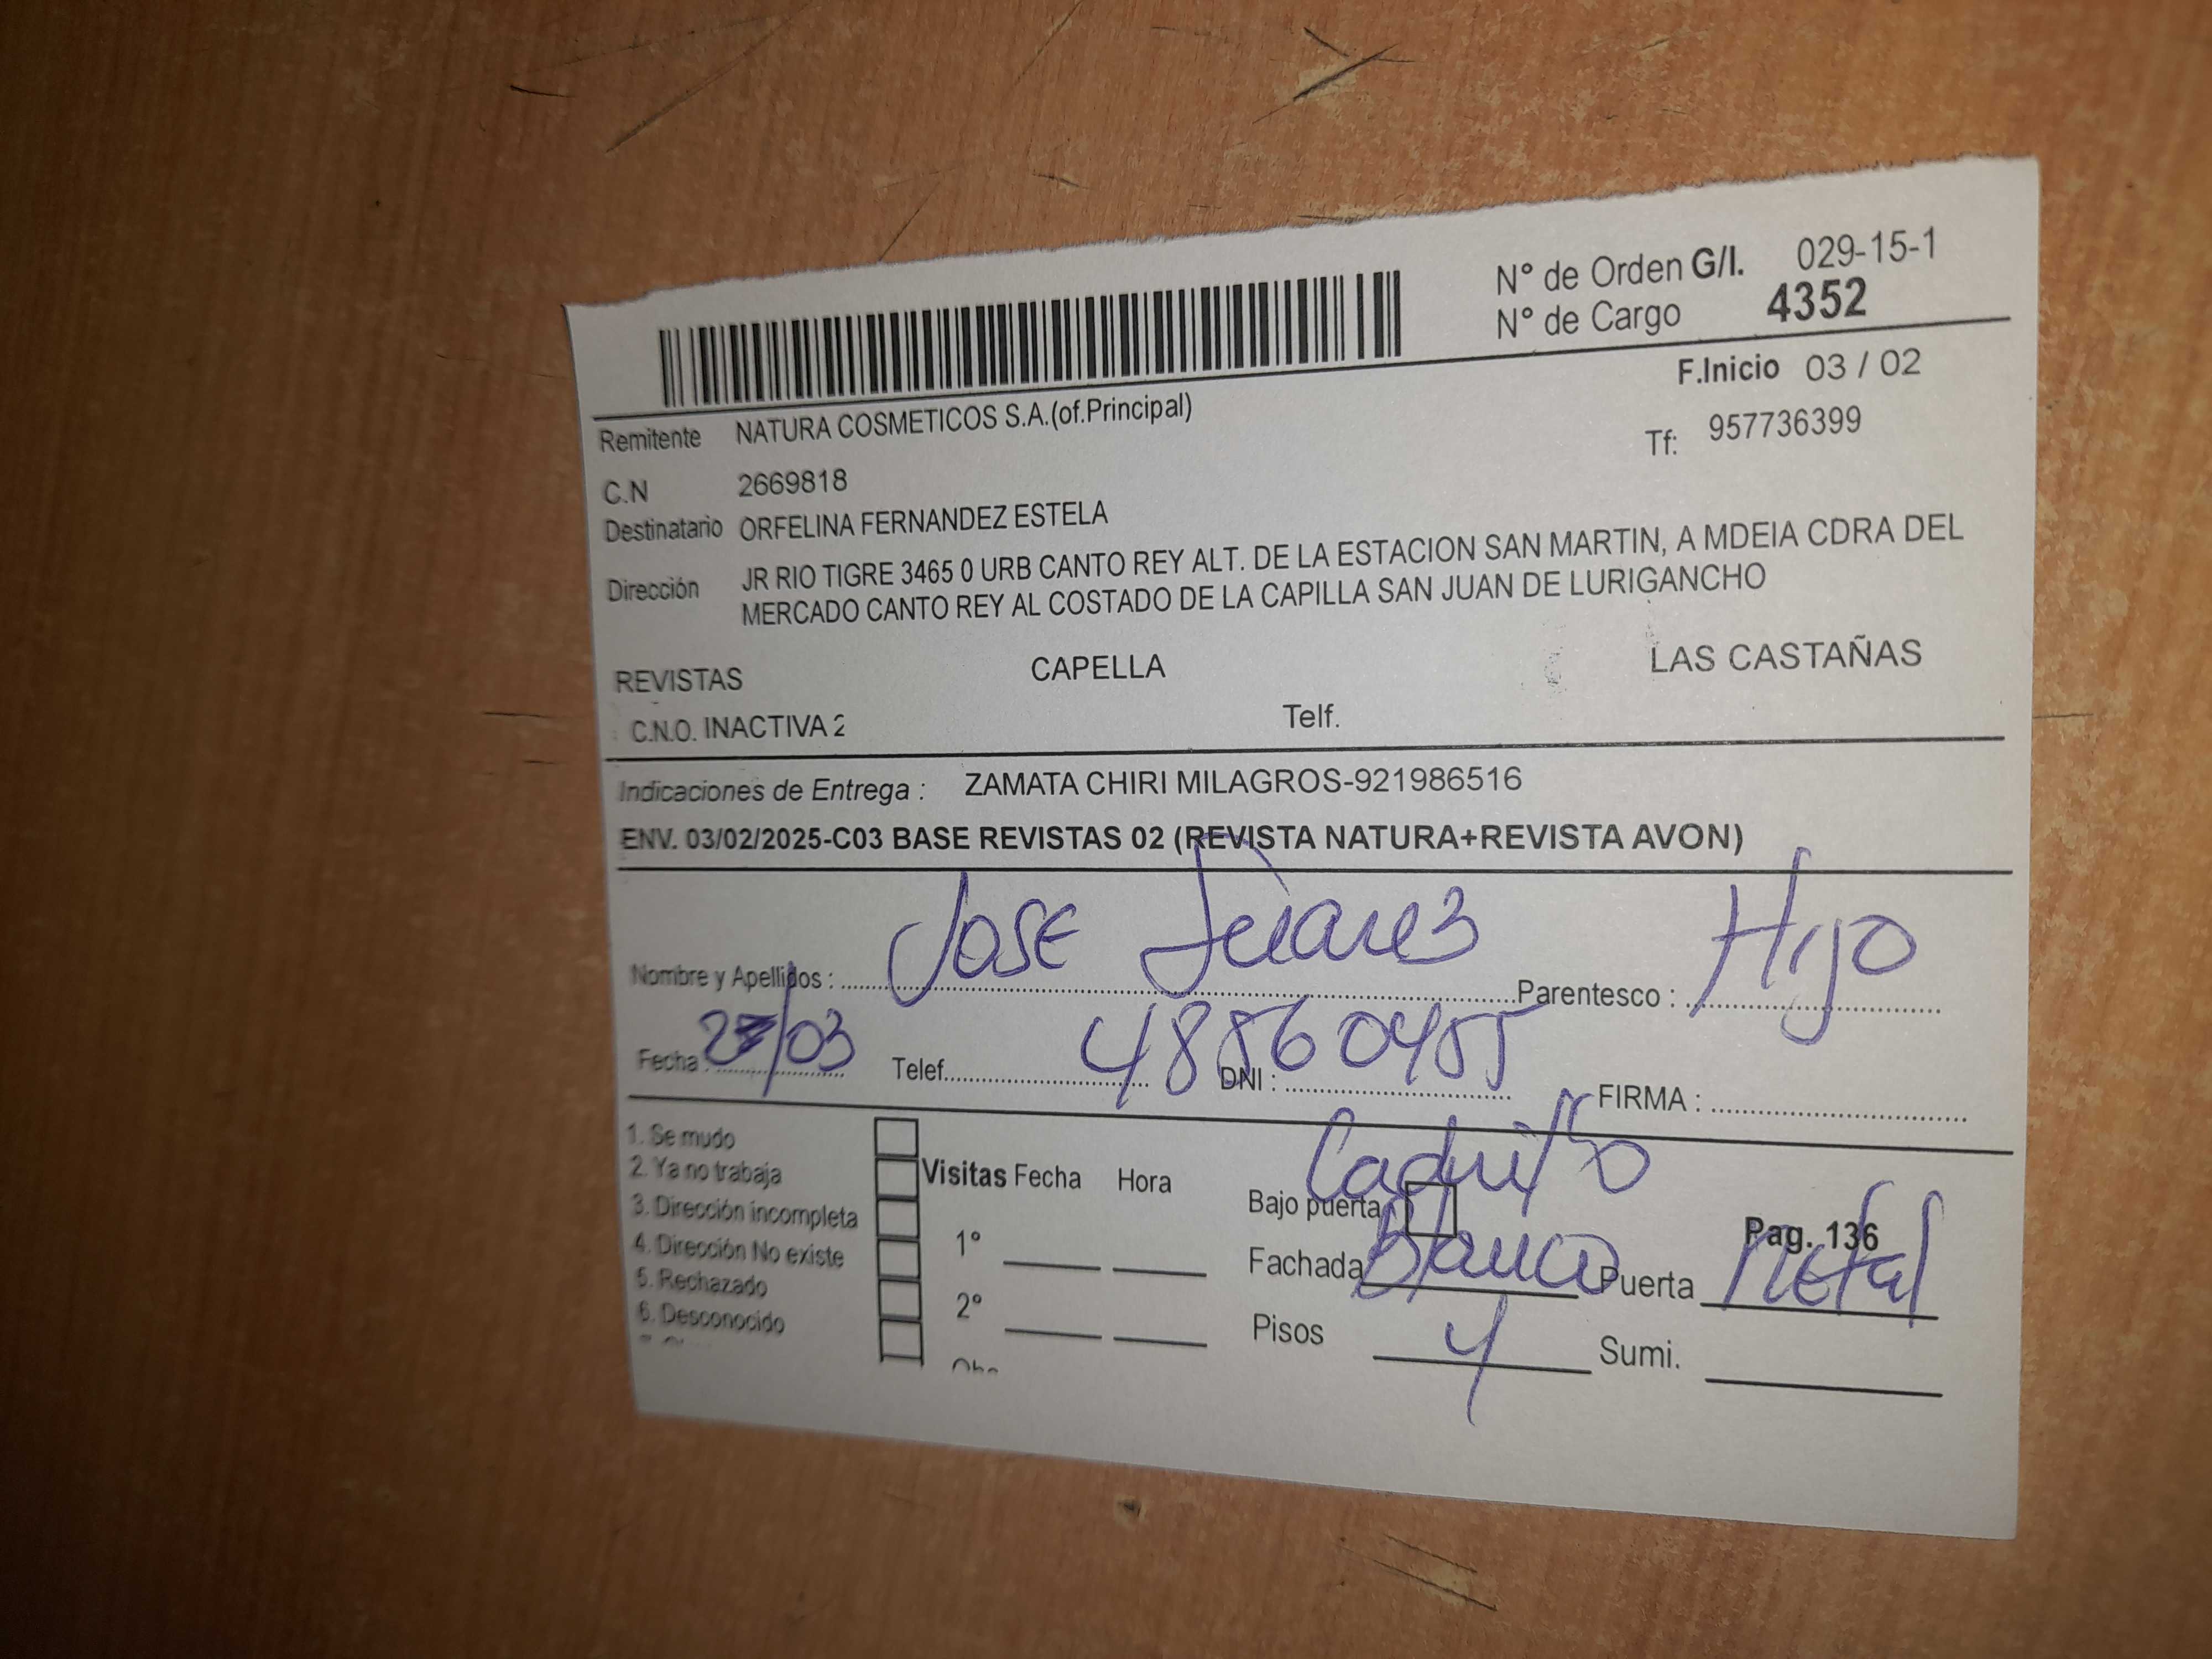 N° de Orden G/I. 029-15-1
N° de Cargo 4352
F.Inicio 03 / 02
Remitente NATURA COSMETICOS S.A.(of.Principal)
Tf: 957736399
C.N 2669818
Destinatario ORFELINA FERNANDEZ ESTELA
Dirección JR RIO TIGRE 3465 0 URB CANTO REY ALT. DE LA ESTACION SAN MARTIN, A MDEIA CDRA DEL
MERCADO CANTO REY AL COSTADO DE LA CAPILLA SAN JUAN DE LURIGANCHO
REVISTAS CAPELLA LAS CASTAÑAS
C.N.O. INACTIVA 2 Telf.
Indicaciones de Entrega : ZAMATA CHIRI MILAGROS-921986516
ENV. 03/02/2025-C03 BASE REVISTAS 02 (REVISTA NATURA+REVISTA AVON)
Nombre y Apellidos : Jose Juarez Parentesco : Hijo
Fecha : /03 Telef. DNI : 48860455 FIRMA :
1. Se mudo
2. Ya no trabaja
3. Dirección incompleta
4. Dirección No existe
5. Rechazado
6. Desconocido
Visitas Fecha Hora
1°
2°
Ladrillo
Bajo puerta
Pag. 136
Fachada Blanco Puerta Metal
Pisos 4 Sumi.